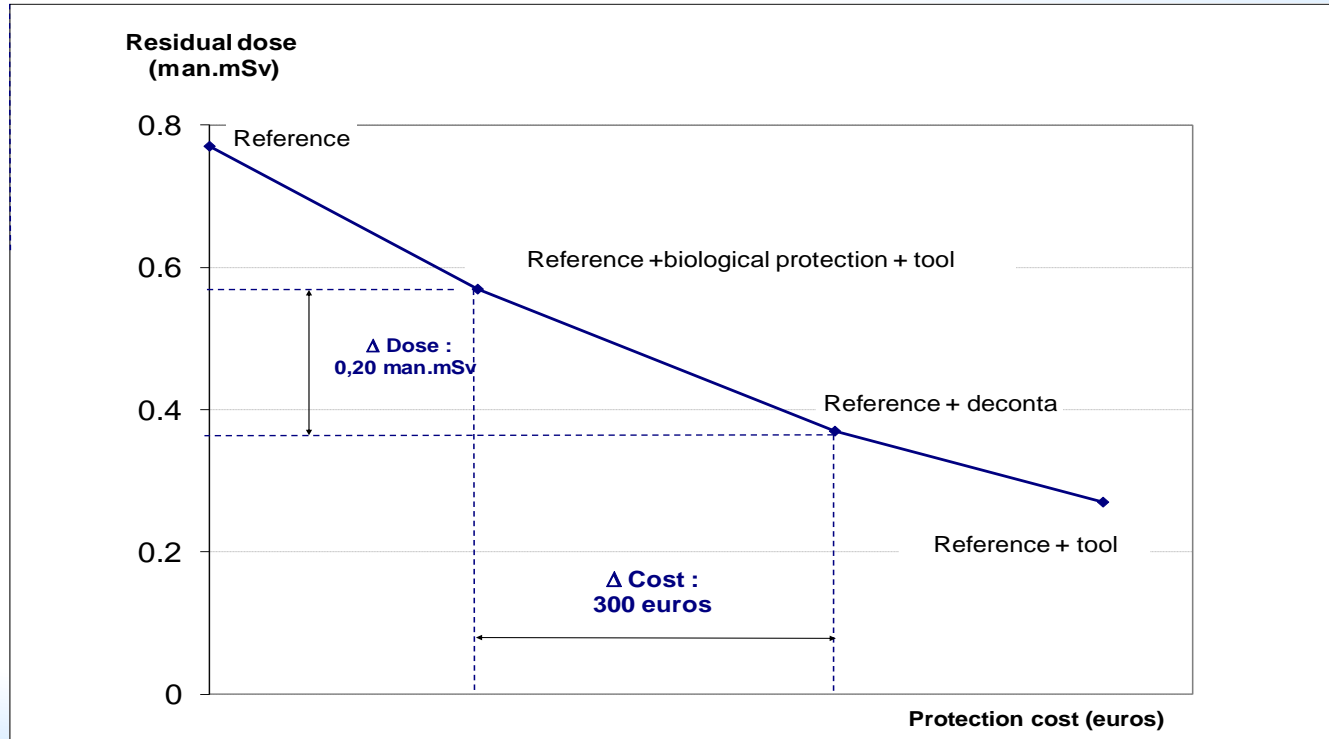 Residual dose
(man.mSv)
0.8
Reference
0.6
Reference +biological protection + tool
Δ Dose :
0,20 man.mSv
0.4
Reference + deconta
0.2
Reference + tool
Δ Cost :
300 euros
0
Protection cost (euros)